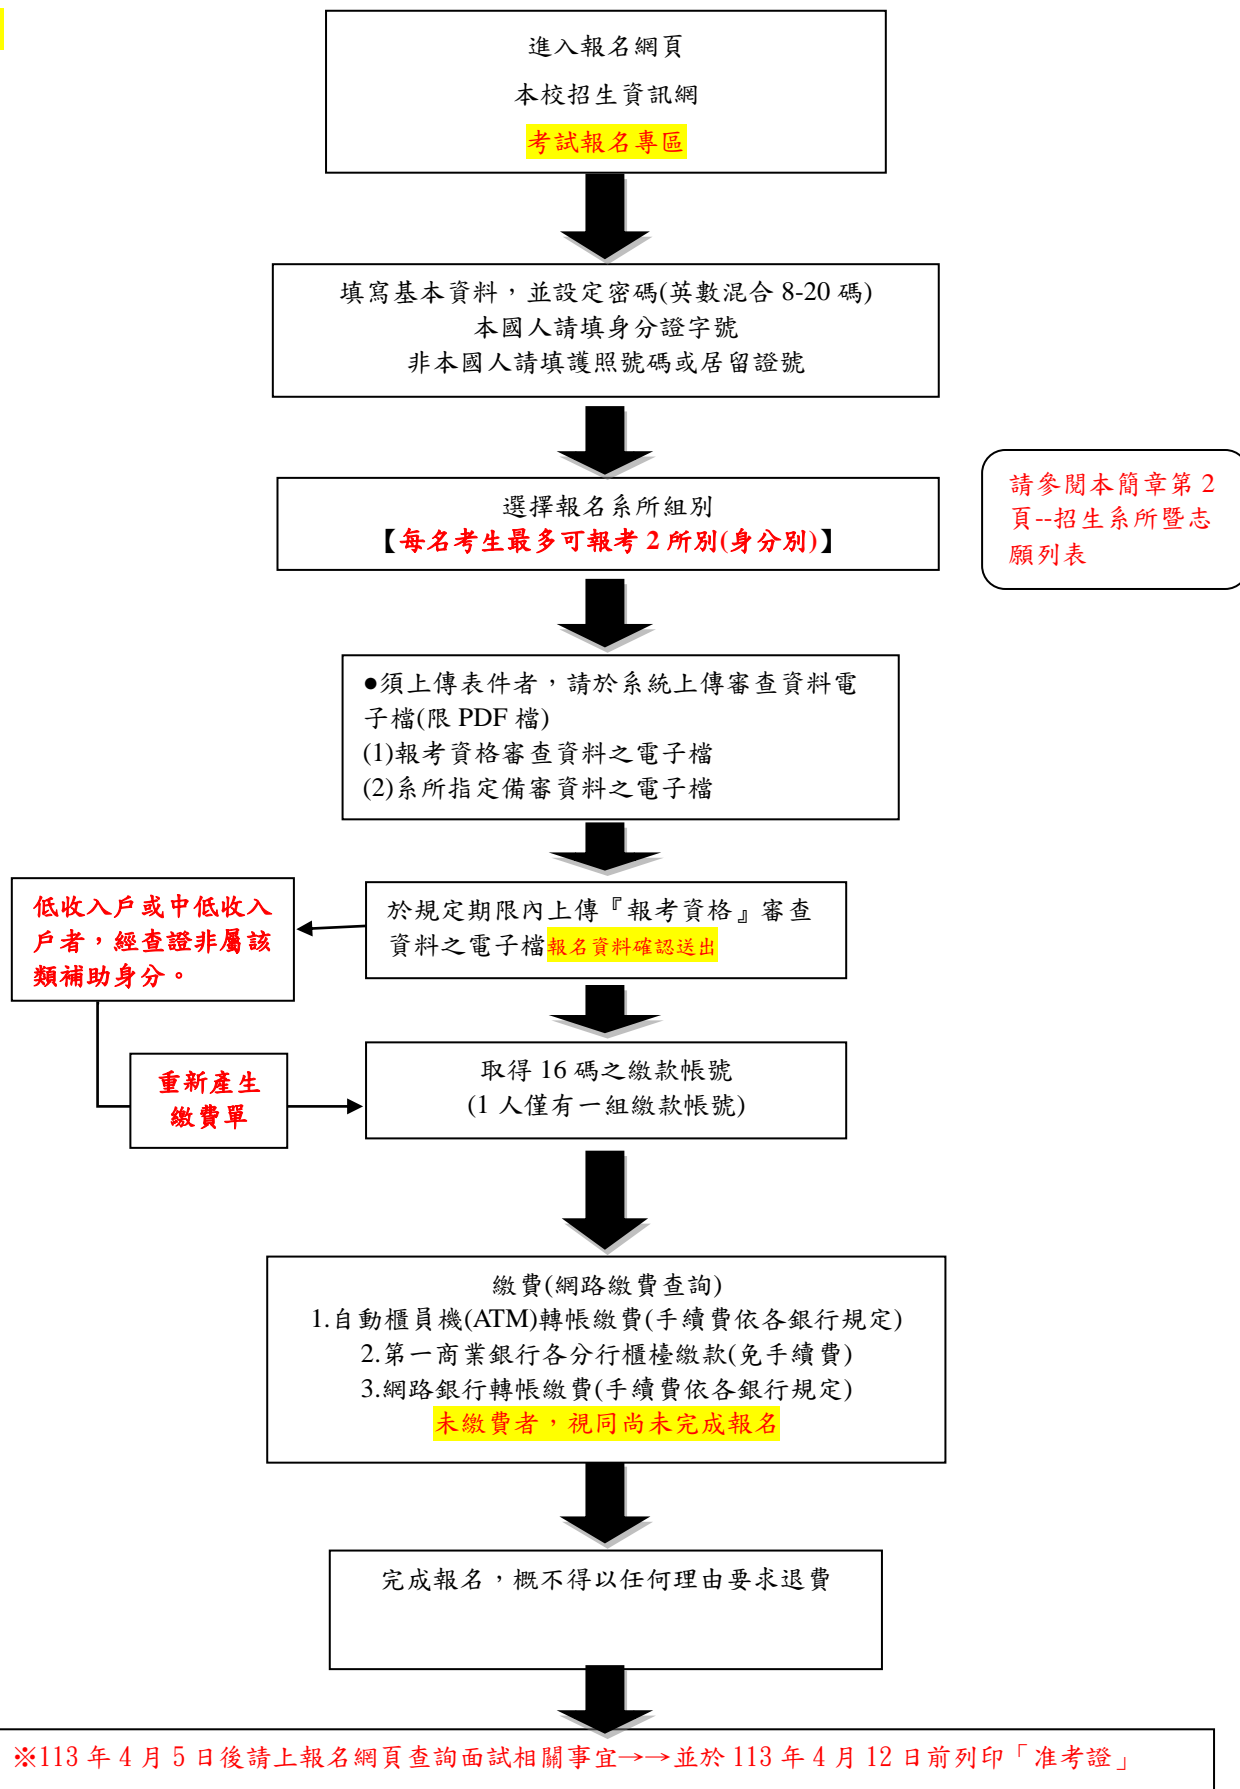 進入報名網頁
本校招生資訊網
考試報名專區
填寫基本資料，並設定密碼(英數混合 8-20 碼)
本國人請填身分證字號
非本國人請填護照號碼或居留證號
選擇報名系所組別
【每名考生最多可報考 2 所別(身分別)】
請參閱本簡章第 2
頁--招生系所暨志
願列表
●須上傳表件者，請於系統上傳審查資料電
子檔(限 PDF 檔)
(1)報考資格審查資料之電子檔
(2)系所指定備審資料之電子檔
於規定期限內上傳『報考資格』審查
資料之電子檔報名資料確認送出
低收入戶或中低收入
戶者，經查證非屬該
類補助身分。
重新產生
繳費單
取得 16 碼之繳款帳號
(1 人僅有一組繳款帳號)
繳費(網路繳費查詢)
1.自動櫃員機(ATM)轉帳繳費(手續費依各銀行規定)
2.第一商業銀行各分行櫃檯繳款(免手續費)
3.網路銀行轉帳繳費(手續費依各銀行規定)
未繳費者，視同尚未完成報名
完成報名，概不得以任何理由要求退費
※113 年 4 月 5 日後請上報名網頁查詢面試相關事宜→→並於 113 年 4 月 12 日前列印「准考證」